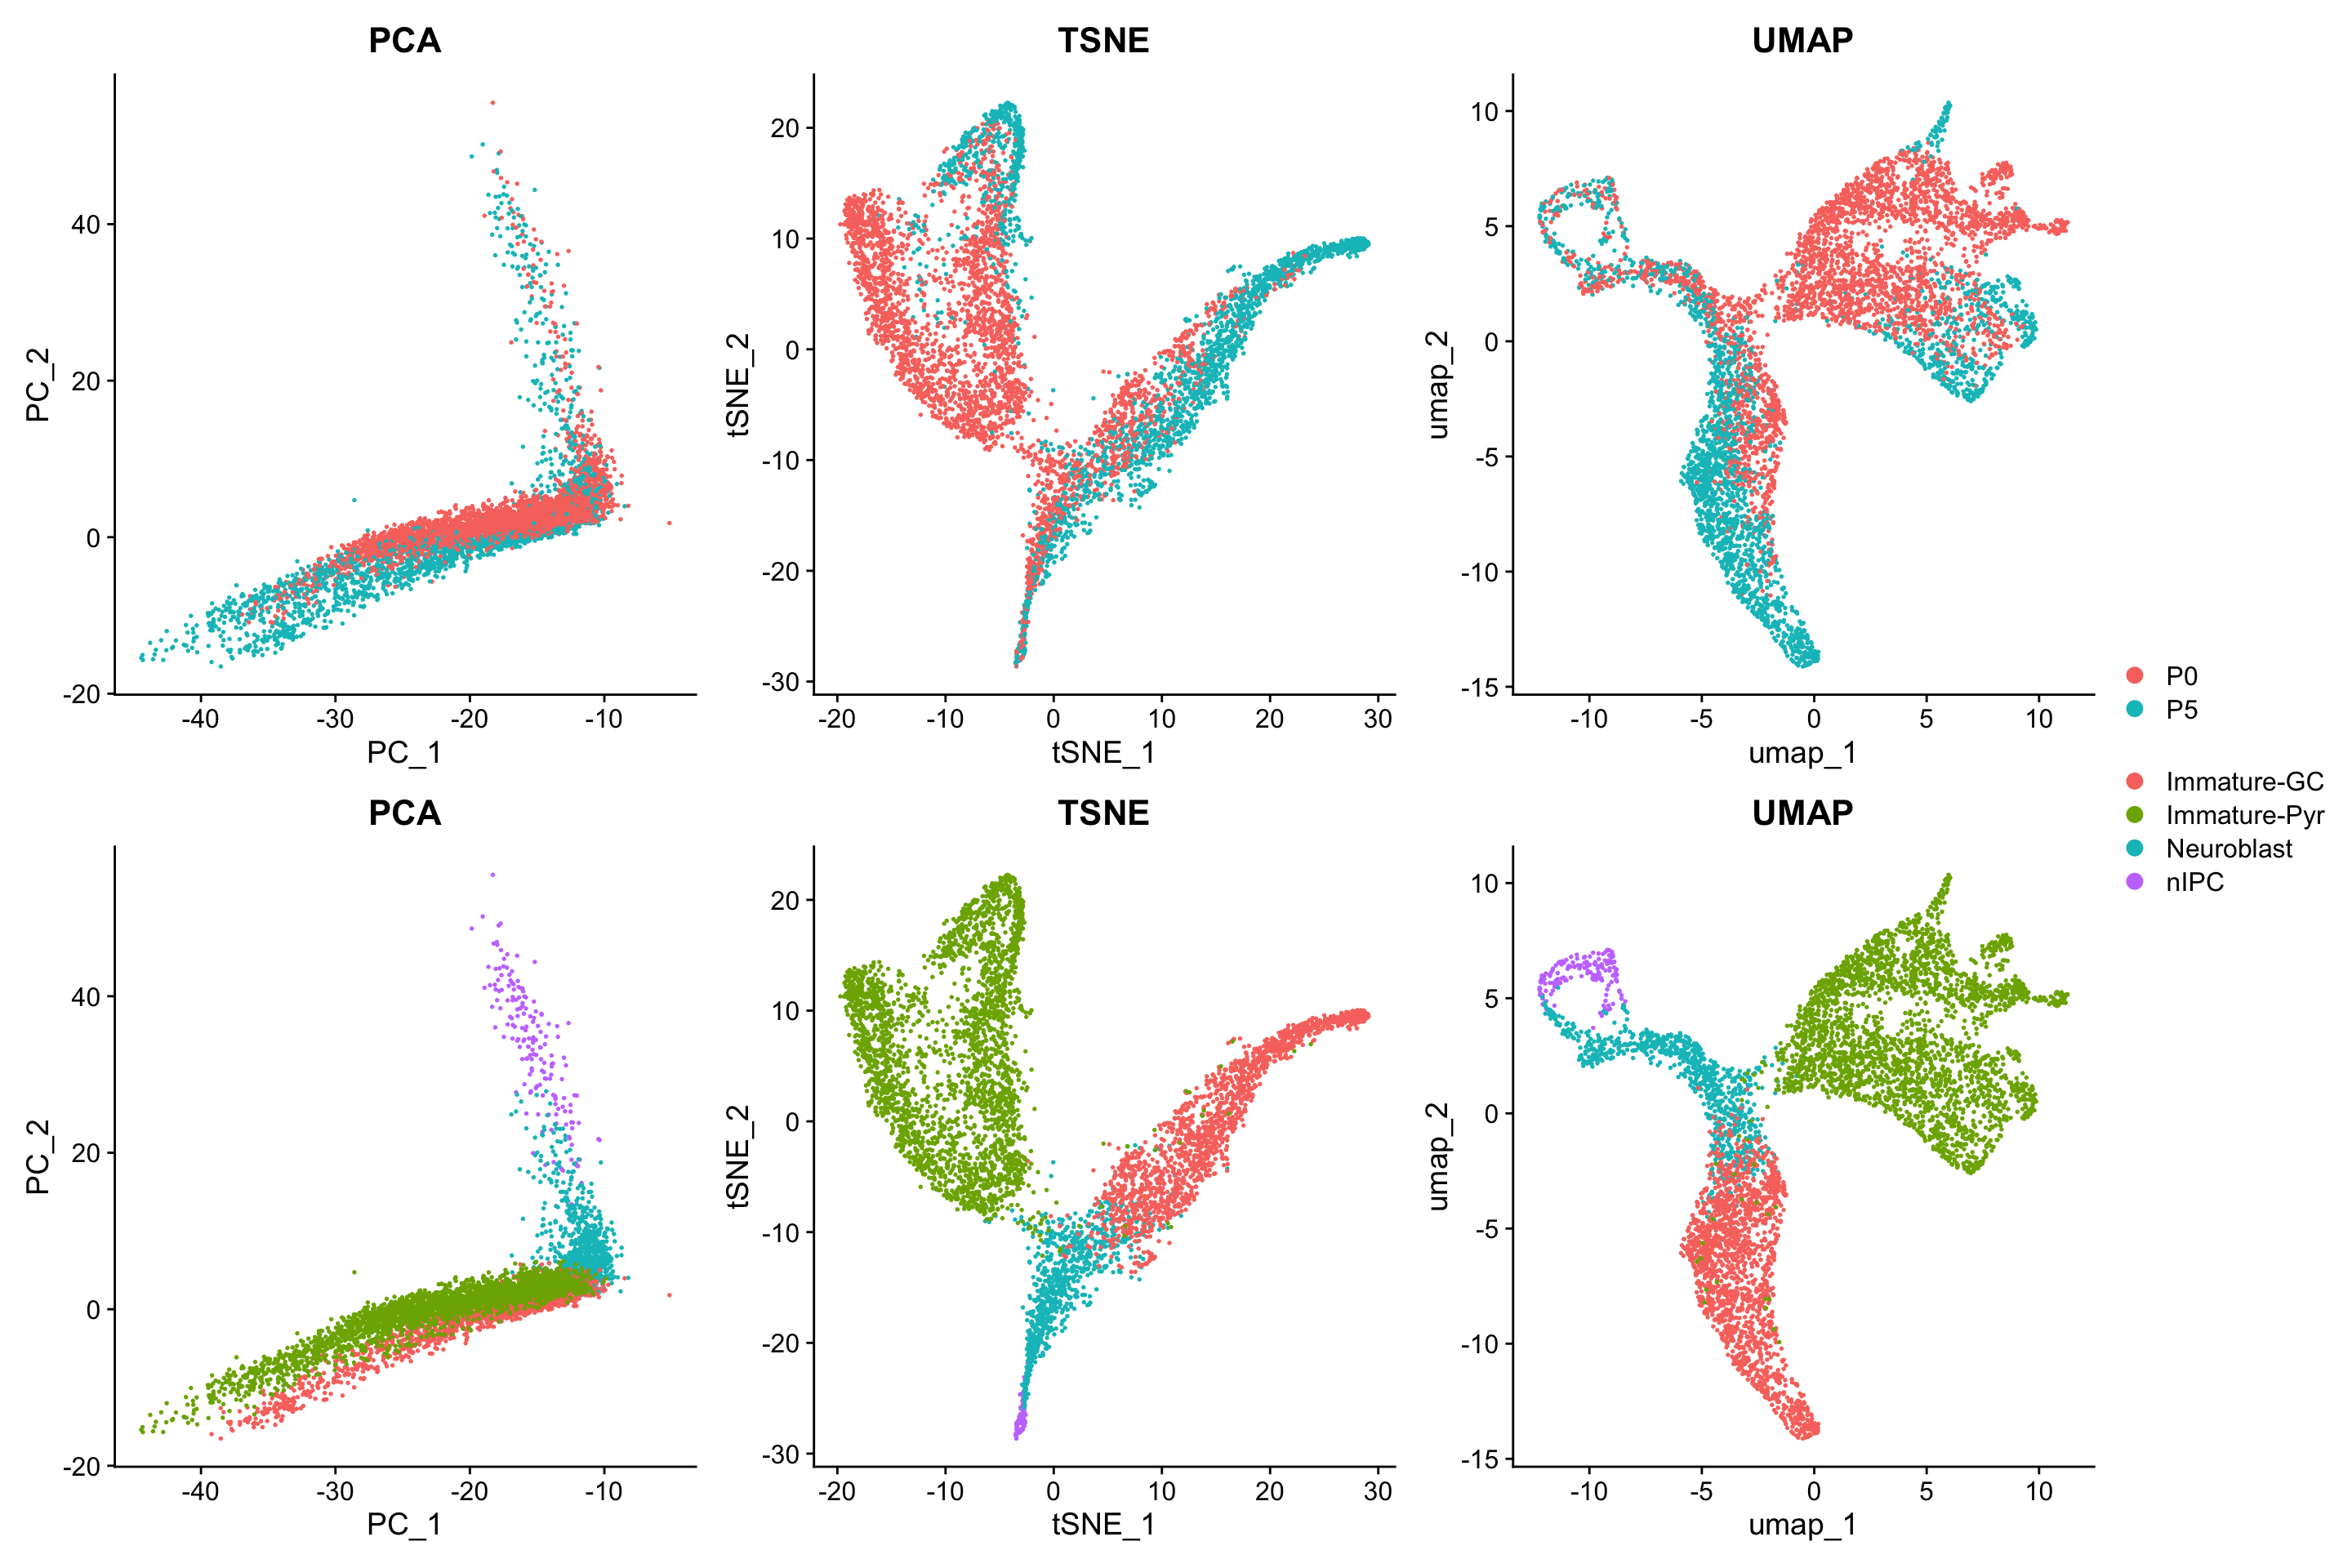 PCA
TSNE
UMAP
40
20
0
-20
PC_2
-40
-30
-20
-10
PC_1
20
10
0
-10
-20
-30
tSNE_2
-20
-10
0
10
20
30
tSNE_1
10
5
0
-5
-10
-15
umap_2
-10
-5
0
5
10
umap_1
P0
P5
Immature-GC
Immature-Pyr
Neuroblast
nIPC
PCA
TSNE
UMAP
40
20
0
-20
PC_2
-40
-30
-20
-10
PC_1
20
10
0
-10
-20
-30
tSNE_2
-20
-10
0
10
20
30
tSNE_1
10
5
0
-5
-10
-15
umap_2
-10
-5
0
5
10
umap_1